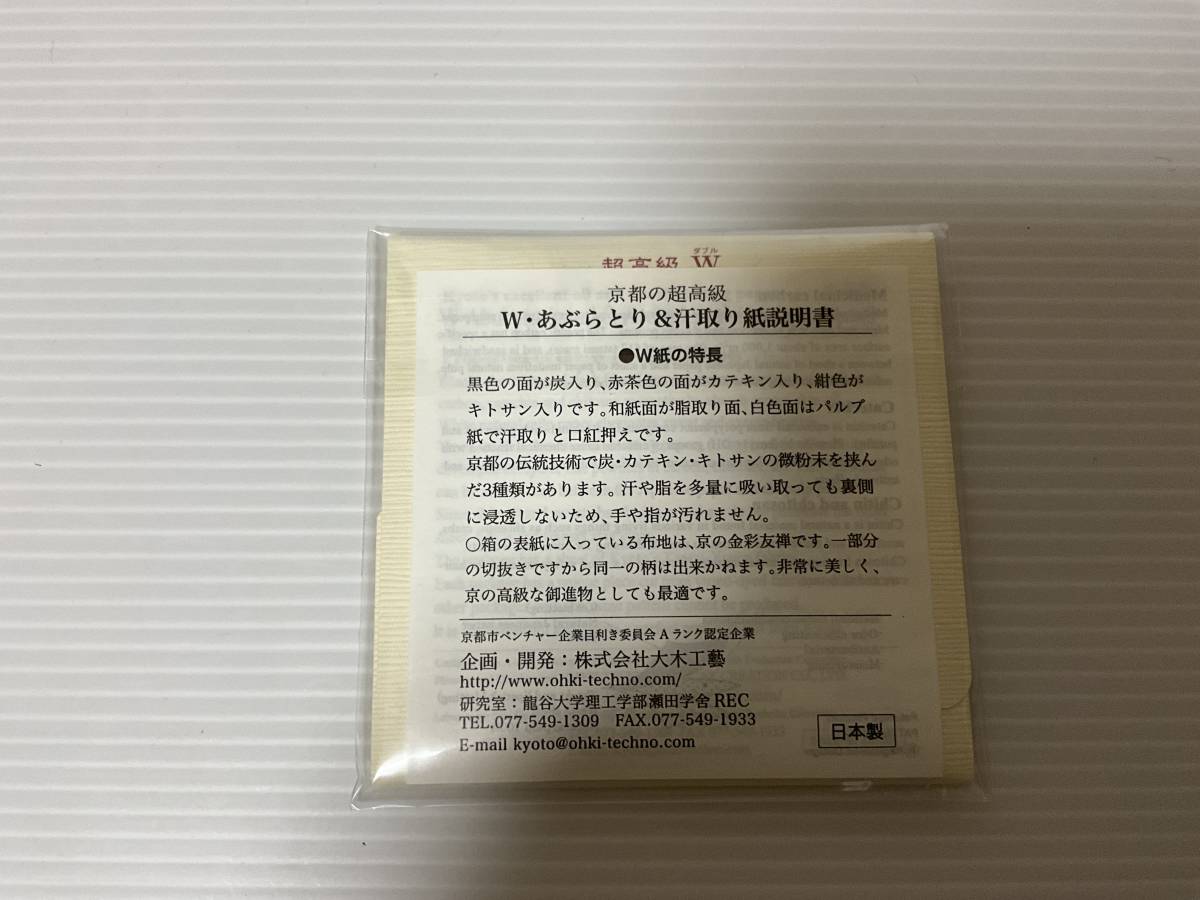 ダブル
超高級 W
京都の超高級
W・あぶらとり&汗取り紙説明書
●W紙の特長
黒色の面が炭入り、赤茶色の面がカテキン入り、紺色が
キトサン入りです。和紙面が脂取り面、白色面はパルプ
紙で汗取りと口紅押えです。
京都の伝統技術で炭・カテキン・キトサンの微粉末を挟ん
だ3種類があります。汗や脂を多量に吸い取っても裏側
に浸透しないため、手や指が汚れません。
〇箱の表紙に入っている布地は、京の金彩友禅です。一部分
の切抜きですから同一の柄は出来かねます。非常に美しく、
京の高級な御進物としても最適です。
京都市ベンチャー企業目利き委員会 A ランク認定企業
企画・開発：株式会社大木工藝
http://www.ohki-techno.com/
研究室：龍谷大学理工学部瀬田学舎 REC
TEL.077-549-1309 FAX.077-549-1933
E-mail kyoto@ohki-techno.com
日本製